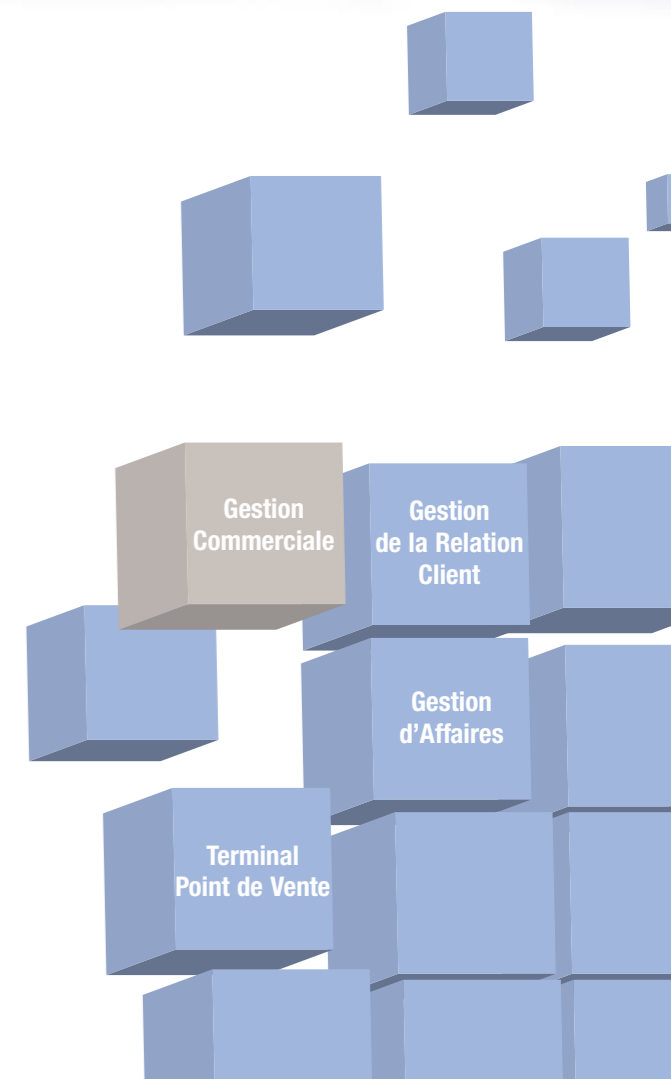 Gestion
Commerciale
Gestion
de la Relation
Client
Gestion
d’Affaires
Terminal
Point de Vente